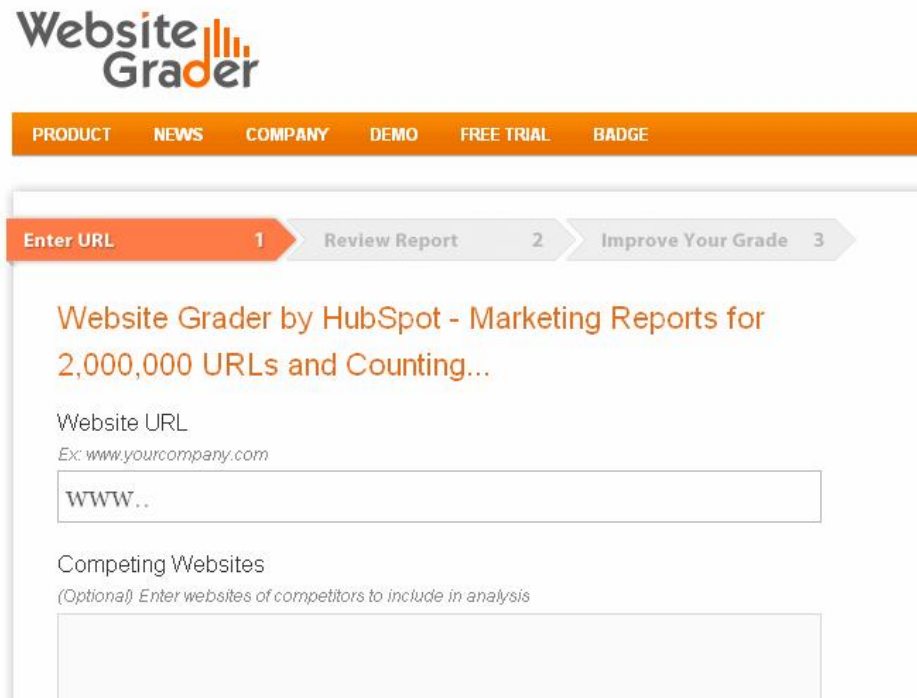 Website
Grader
PRODUCT NEWS COMPANY DEMO FREE TRIAL BADGE
Enter URL 1 Review Report 2 Improve Your Grade 3
Website Grader by HubSpot - Marketing Reports for
2,000,000 URLs and Counting...
Website URL
Ex: www.yourcompany.com
www..
Competing Websites
(Optional) Enter websites of competitors to include in analysis